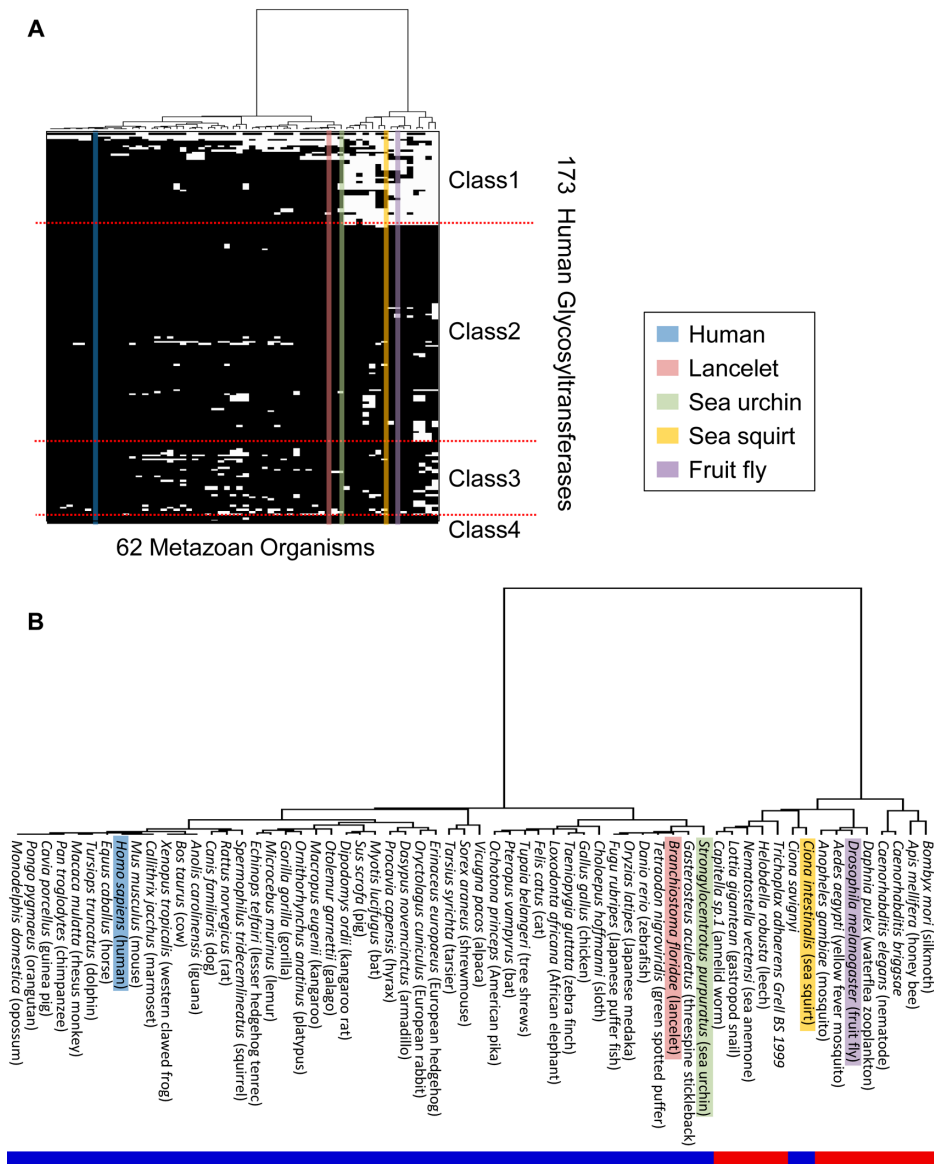 A
Class1
Class2
Class3
Class4
173 Human Glycosyltransferases
62 Metazoan Organisms
Human
Lancelet
Sea urchin
Sea squirt
Fruit fly
B
Monodelphis domestica (opossum)
Pongo pygmaeus (orangutan)
Cavia porcellus (guinea pig)
Pan troglodytes (chimpanzee)
Macaca mulatta (rhesus monkey)
Tursiops truncatus (dolphin)
Equus caballus (horse)
Homo sapiens (human)
Mus musculus (mouse)
Callithrix jacchus (marmoset)
Xenopus tropicalis (western clawed frog)
Bos taurus (cow)
Anolis carolinensis (iguana)
Canis familiaris (dog)
Rattus norvegicus (rat)
Spermophilus tridecemlineatus (squirrel)
Echinops telfairi (lesser hedgehog tenrec)
Microcebus murinus (lemur)
Gorilla gorilla (gorilla)
Ornithorhynchus anatinus (platypus)
Macropus eugenii (kangaroo)
Otolemur garnettii (galago)
Dipodomys ordii (kangaroo rat)
Sus scrofa (pig)
Myotis lucifugus (bat)
Procavia capensis (hyrax)
Dasypus novemcinctus (armadillo)
Oryctolagus cuniculus (European rabbit)
Erinaceus europaeus (European hedgehog)
Tarsius syrichta (tarsier)
Sorex araneus (shrewmouse)
Vicugna pacos (alpaca)
Ochotona princeps (American pika)
Pteropus vampyrus (bat)
Tupaia belangeri (tree shrews)
Felis catus (cat)
Loxodonta africana (African elephant)
Taeniopygia guttata (zebra finch)
Gallus gallus (chicken)
Choloepus hoffmanni (sloth)
Fugu rubripes (Japanese puffer fish)
Oryzias latipes (Japanese medaka)
Danio rerio (zebrafish)
Tetraodon nigroviridis (green spotted puffer)
Branchiostoma floridae (lancelet)
Gasterosteus aculeatus (threespine stickleback)
Strongylocentrotus purpuratus (sea urchin)
Capitella sp.1 (annelid worm)
Lottia gigantean (gastropod snail)
Nematostella vectensi (sea anemone)
Helobdella robusta (leech)
Trichoplax adhaerens Grell BS 1999
Ciona savignyi
Ciona intestinalis (sea squirt)
Anopheles gambiae (mosquito)
Aedes aegypti (yellow fever mosquito)
Drosophila melanogaster (fruit fly)
Daphnia pulex (waterflea zooplankton)
Caenorhabditis elegans (nematode)
Caenorhabditis briggsae
Apis mellifera (honey bee)
Bombyx mori (silkmoth)